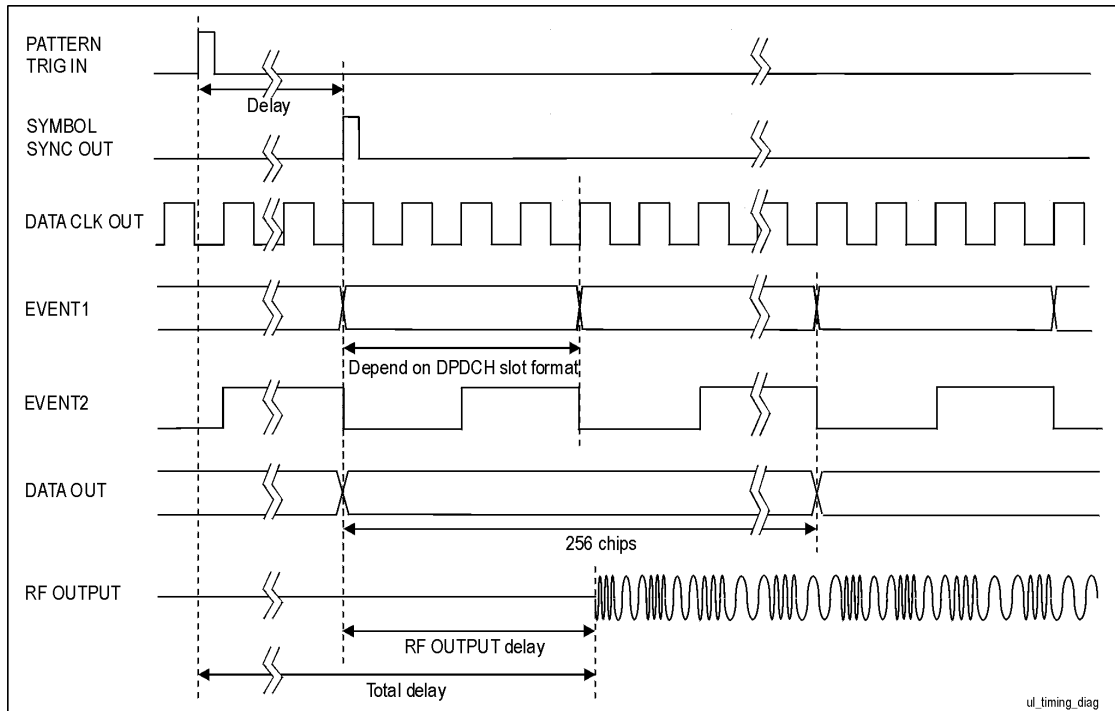 PATTERN
TRIG IN
Delay
SYMBOL
SYNC OUT
DATA CLK OUT
EVENT1
Depend on DPDCH slot format
EVENT2
DATA OUT
256 chips
RF OUTPUT
RF OUTPUT delay
Total delay
ul_timing_diag